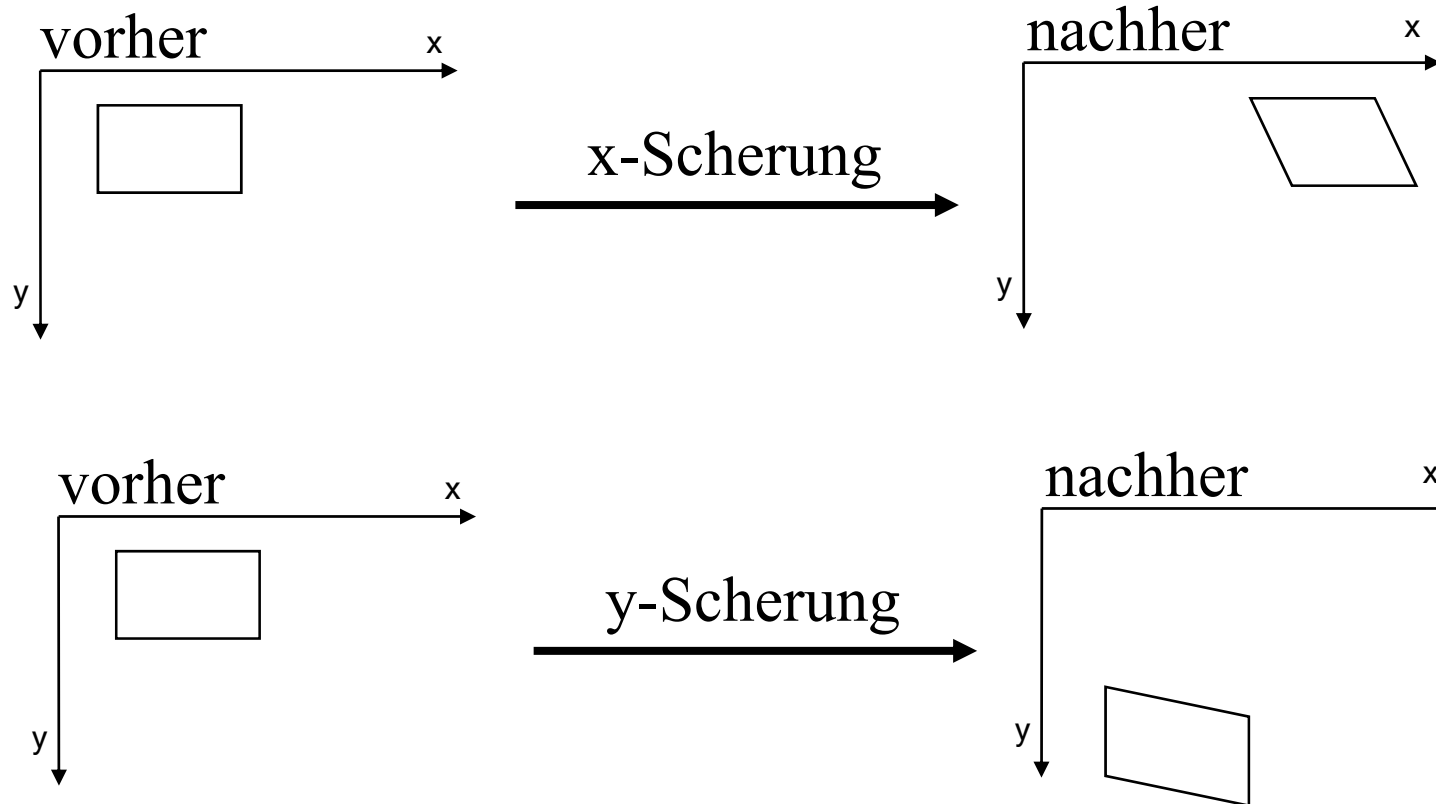 vorher x
nachher x
x-Scherung
y
y
vorher x
nachher x
y-Scherung
y
y